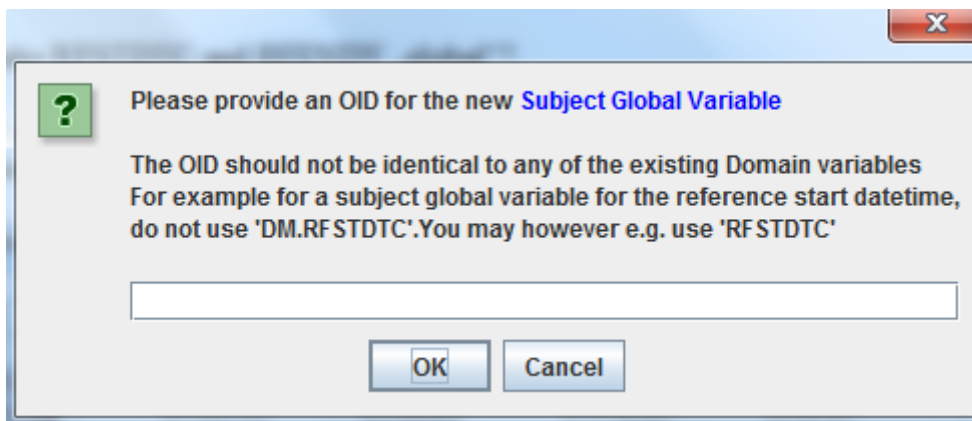 Please provide an OID for the new Subject Global Variable
The OID should not be identical to any of the existing Domain variables
For example for a subject global variable for the reference start datetime,
do not use 'DM.RFSTDTC'.You may however e.g. use 'RFSTDTC'
OK Cancel